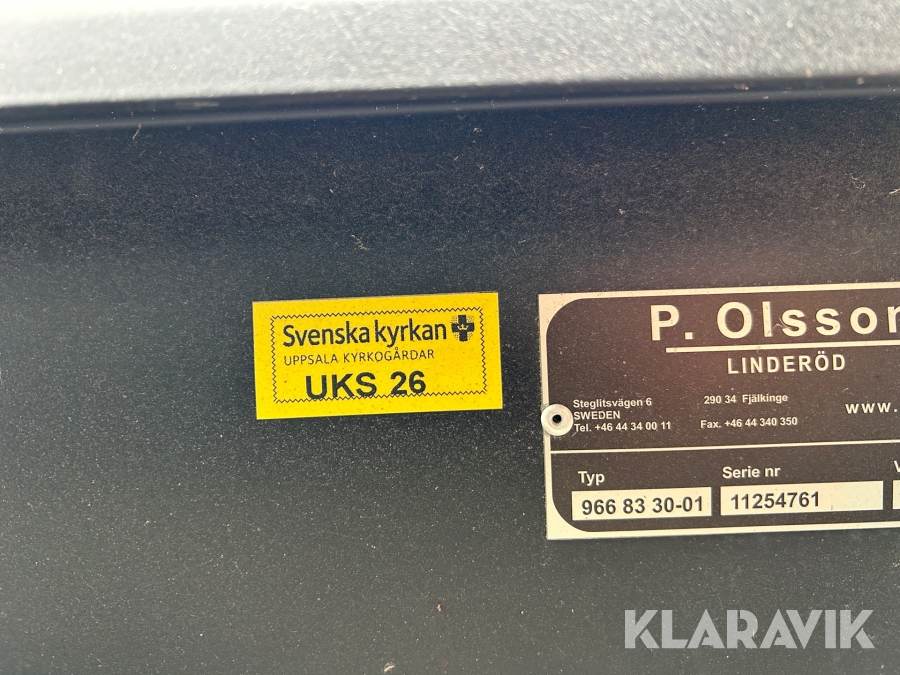 Svenska kyrkan
UPPSALA KYRKOGÅRDAR
UKS 26
P. Olsson
LINDERÖD
Steglitsvägen 6
290 34 Fjälkinge
SWEDEN
Tel. +46 44 34 00 11
Fax. +46 44 340 350
www.
Typ
Serie nr
966 83 30-01
11254761
KLARAVIK